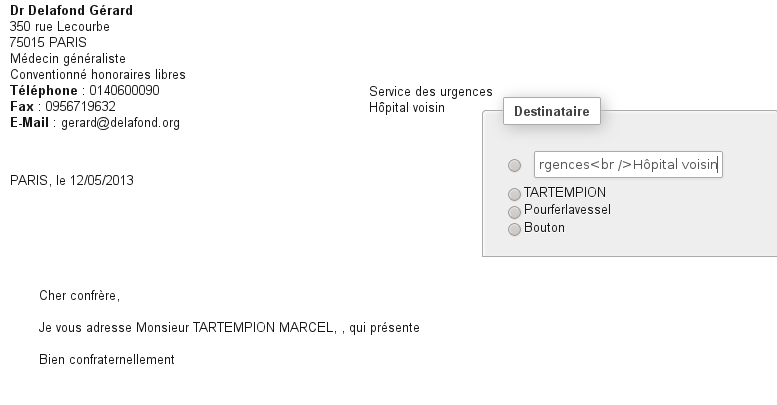 Dr Delafond Gérard
350 rue Lecourbe
75015 PARIS
Médecin généraliste
Conventionné honoraires libres
Téléphone : 0140600090
Fax : 0956719632
E-Mail : gerard@delafond.org
Service des urgences
Hôpital voisin
Destinataire
rgences<br />Hôpital voisin
TARTEMPION
Pourferlavessel
Bouton
PARIS, le 12/05/2013
Cher confrère,
Je vous adresse Monsieur TARTEMPION MARCEL, , qui présente
Bien confraternellement